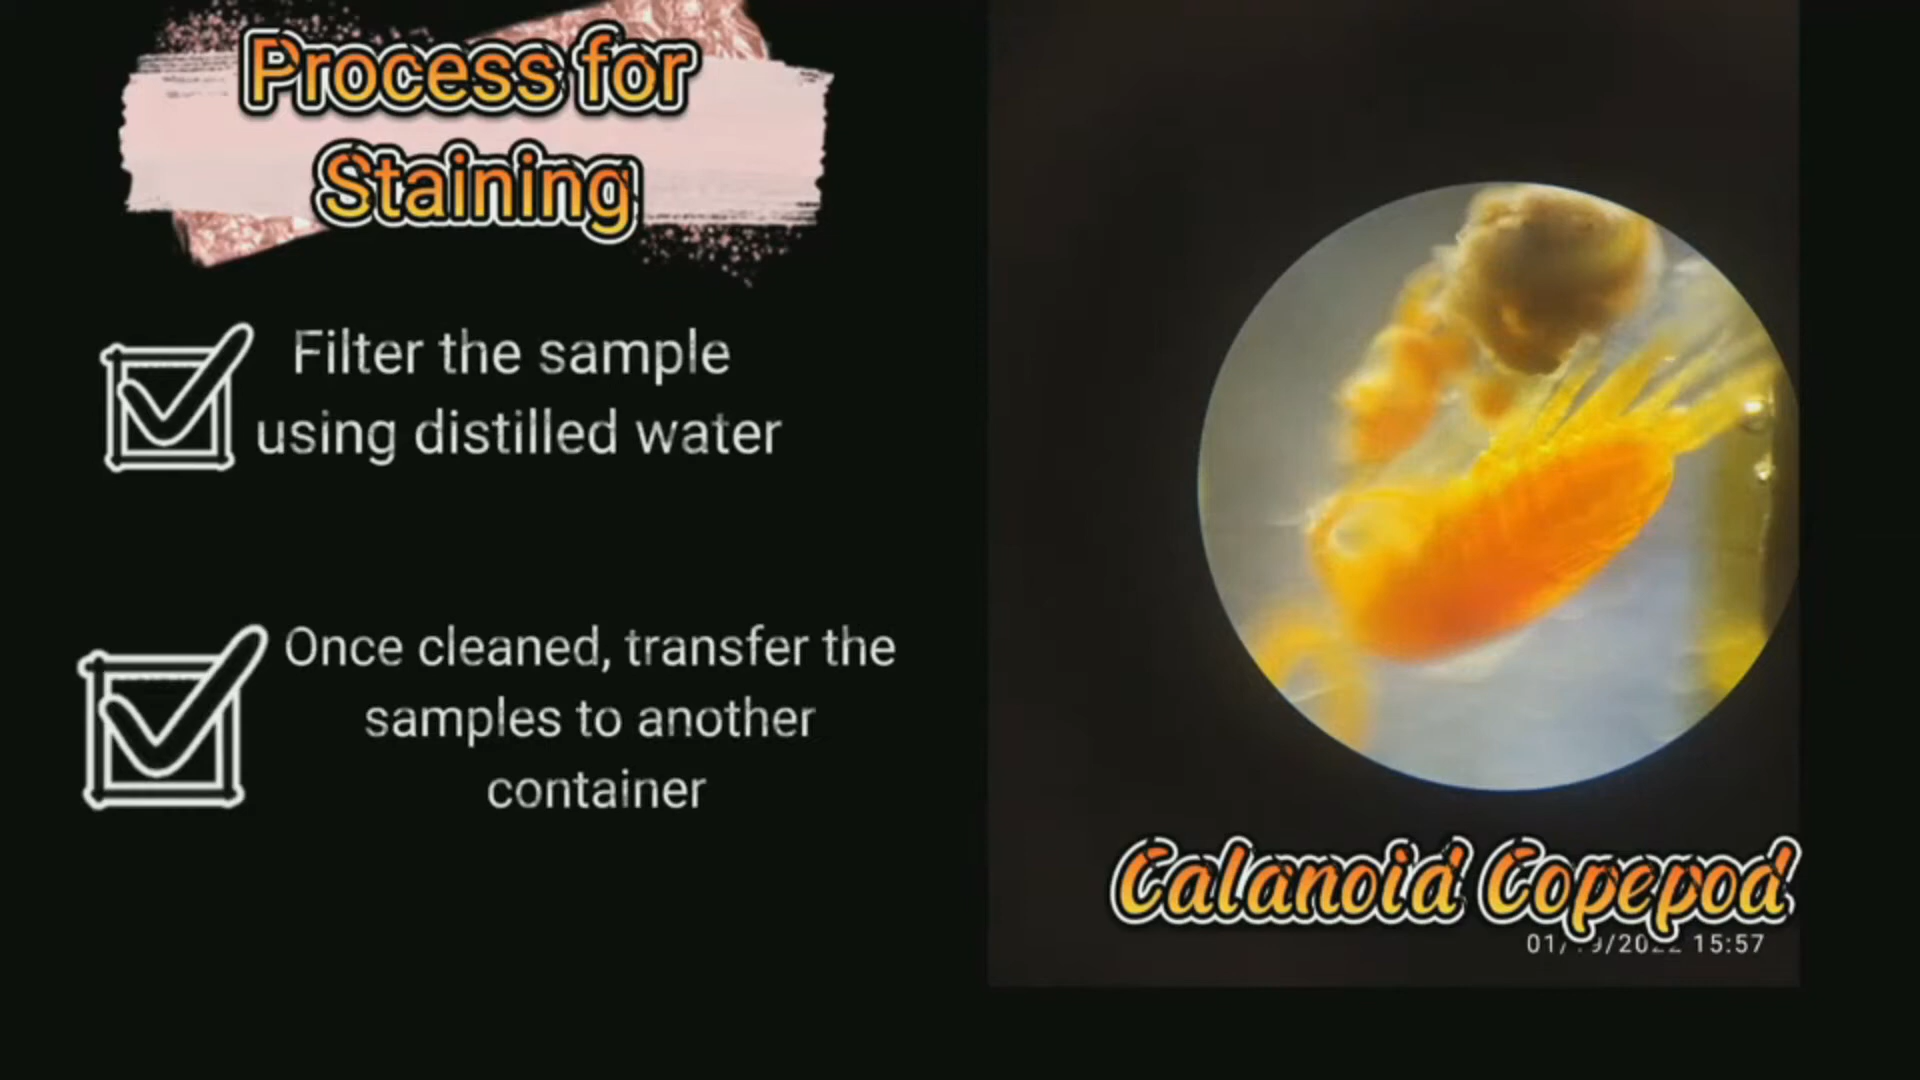 Process for
Staining
Filter the sample
using distilled water
Once cleaned, transfer the
samples to another
container
Calanoid Copepod
15:57